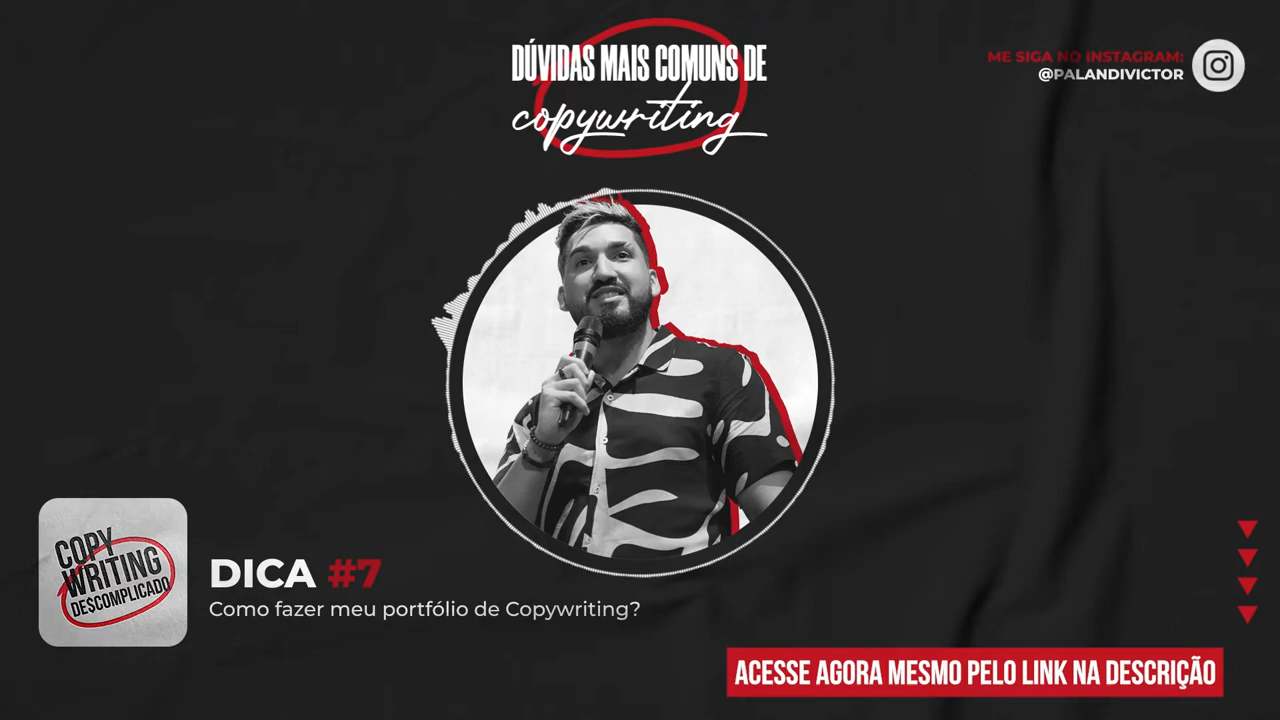 DÚVIDAS MAIS COMUNS DE
copywriting
ME SIGA NO INSTAGRAM:
@PALANDIVICTOR
COPY
WRITING
DESCOMPLICADO
DICA #7
Como fazer meu portfólio de Copywriting?
ACESSE AGORA MESMO PELO LINK NA DESCRIÇÃO